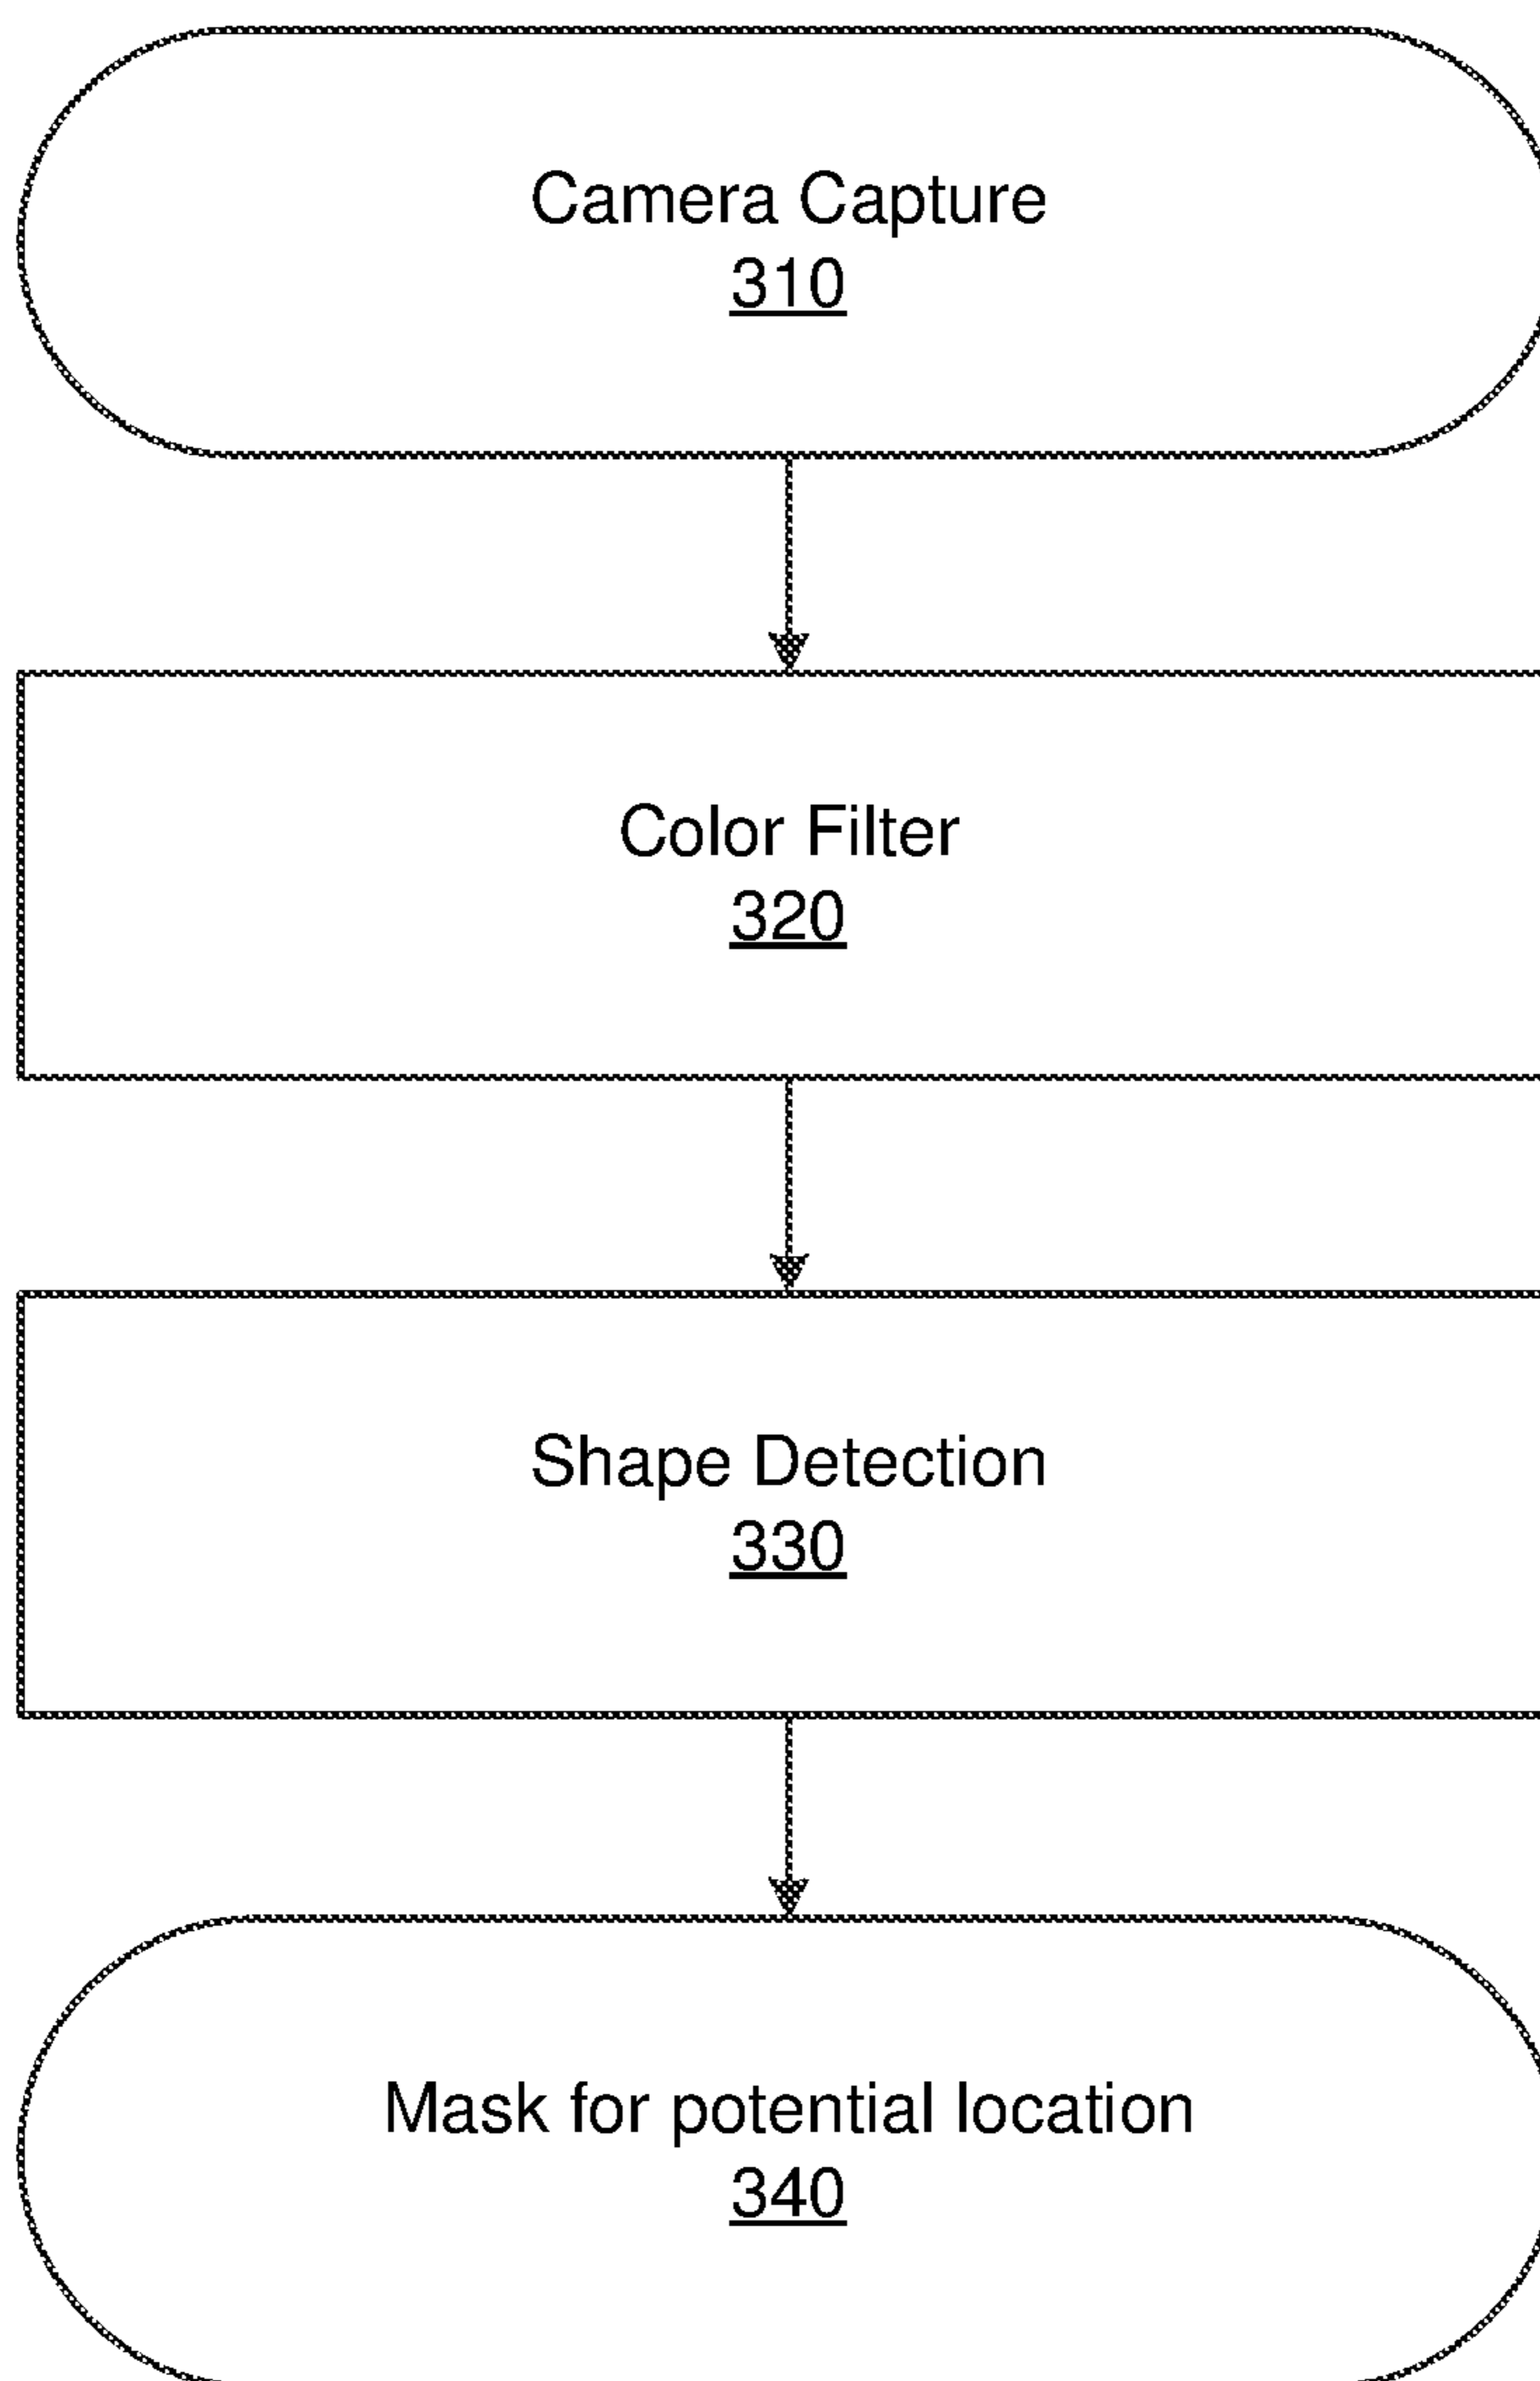 Camera Capture
310
Color Filter
320
Shape Detection
330
Mask for potential location
340